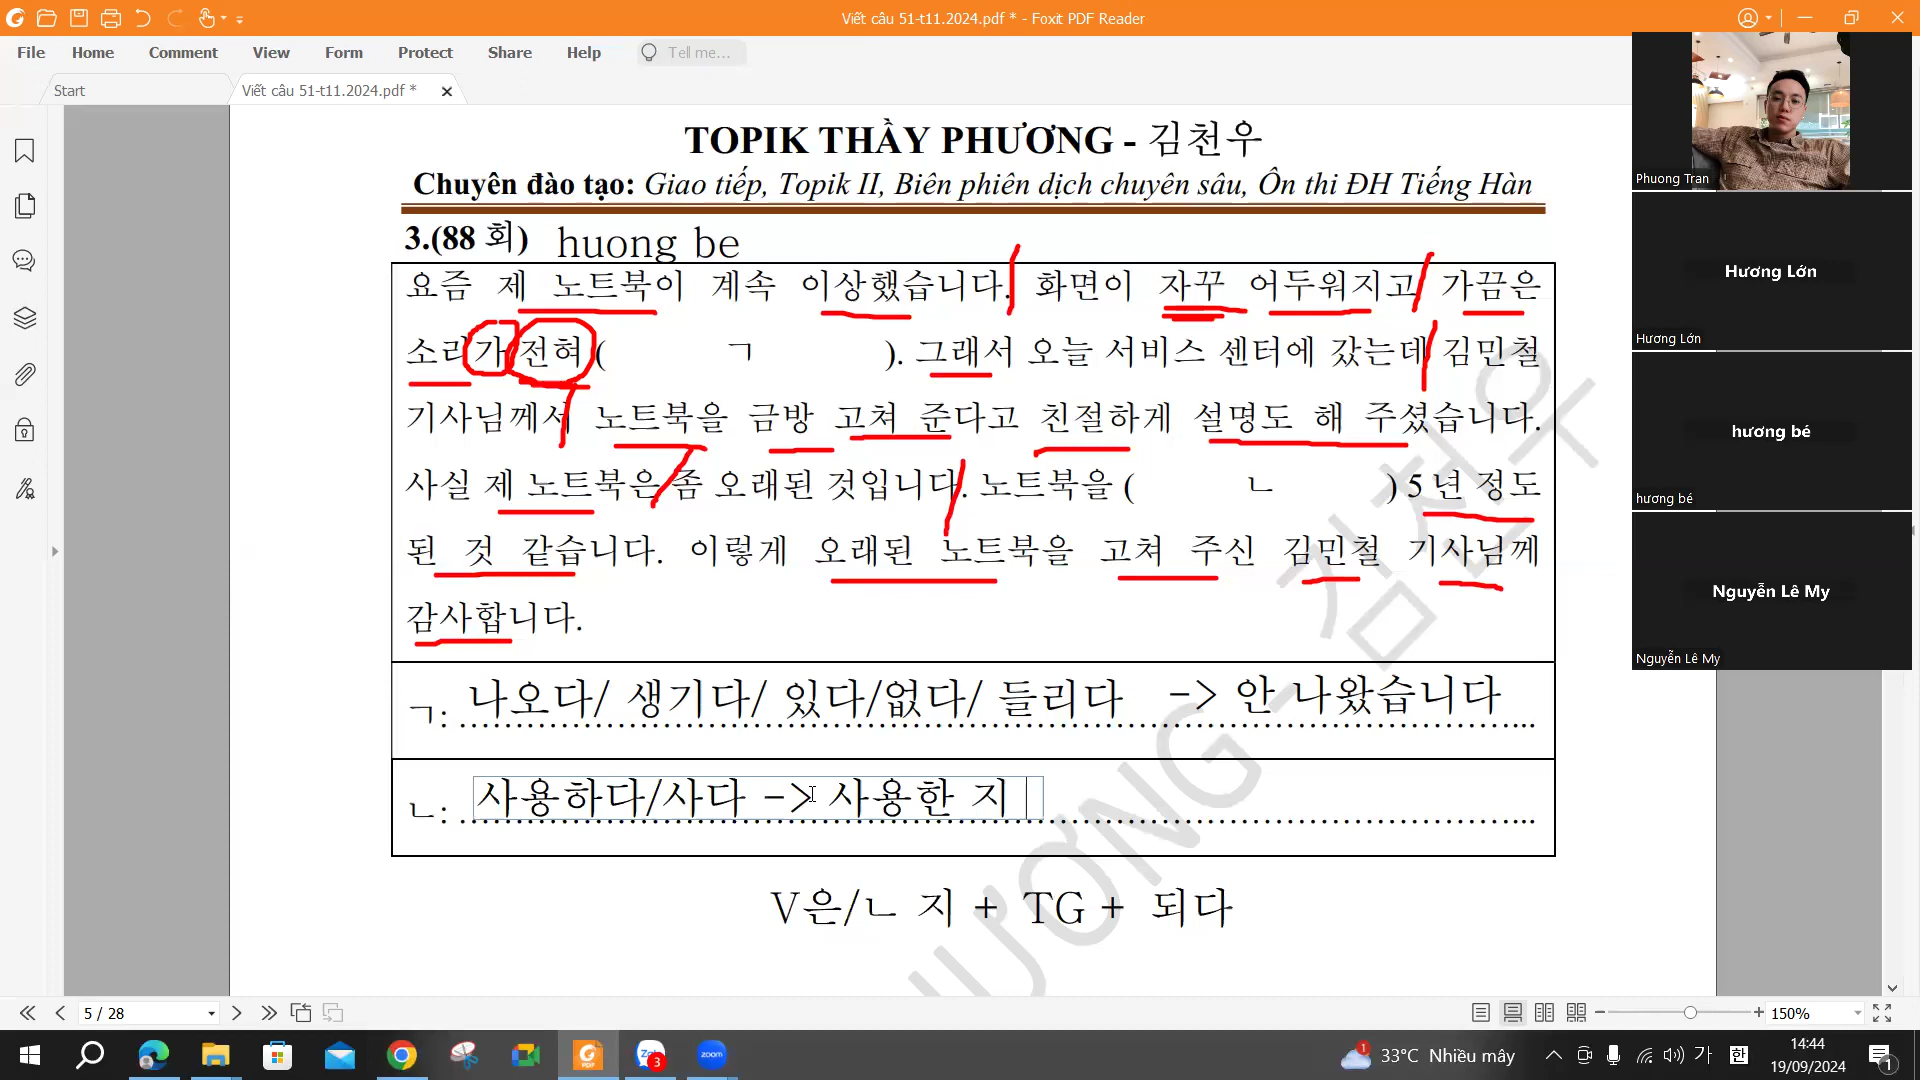 Viết câu 51-t11.2024.pdf * - Foxit PDF Reader
File Home Comment View Form Protect Share Help Tell me...
Start Viết câu 51-t11.2024.pdf *
TOPIK THẦY PHƯƠNG - 김천우
Chuyên đào tạo: Giao tiếp, Topik II, Biên phiên dịch chuyên sâu, Ôn thi ĐH Tiếng Hàn
3.(88 회) huong be
요즘 제 노트북이 계속 이상했습니다. 화면이 자꾸 어두워지고 가끔은
소리가 전혀 ( ㄱ ). 그래서 오늘 서비스 센터에 갔는데 김민철
기사님께서 노트북을 금방 고쳐 준다고 친절하게 설명도 해 주셨습니다.
사실 제 노트북은 좀 오래된 것입니다. 노트북을 ( ㄴ ) 5 년 정도
된 것 같습니다. 이렇게 오래된 노트북을 고쳐 주신 김민철 기사님께
감사합니다.
ㄱ: 나오다/ 생기다/ 있다/없다/ 들리다 -> 안 나왔습니다
ㄴ: 사용하다/사다 -> 사용한 지
V은/ㄴ 지 + TG + 되다
ƯƠNG - 김천우
Phuong Tran
Hương Lớn
Hương Lớn
hương bé
hương bé
Nguyễn Lê My
Nguyễn Lê My
5 / 28
150%
Zalo
3
zoom
1
33°C Nhiều mây
가
한
14:44
19/09/2024
1